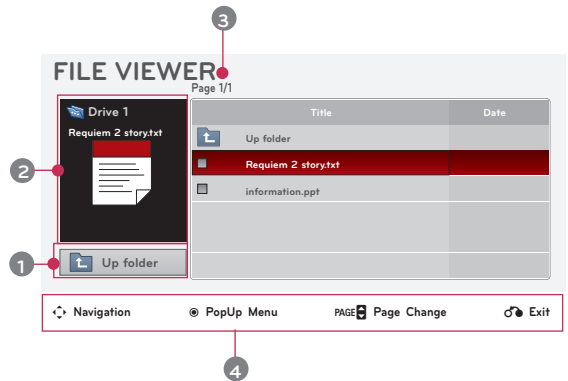 3
FILE VIEWER
Page 1/1
Drive 1
Requiem 2 story.txt
Title Date
Up folder
Requiem 2 story.txt
information.ppt
2
1
Up folder
Navigation PopUp Menu PAGE Page Change Exit
4